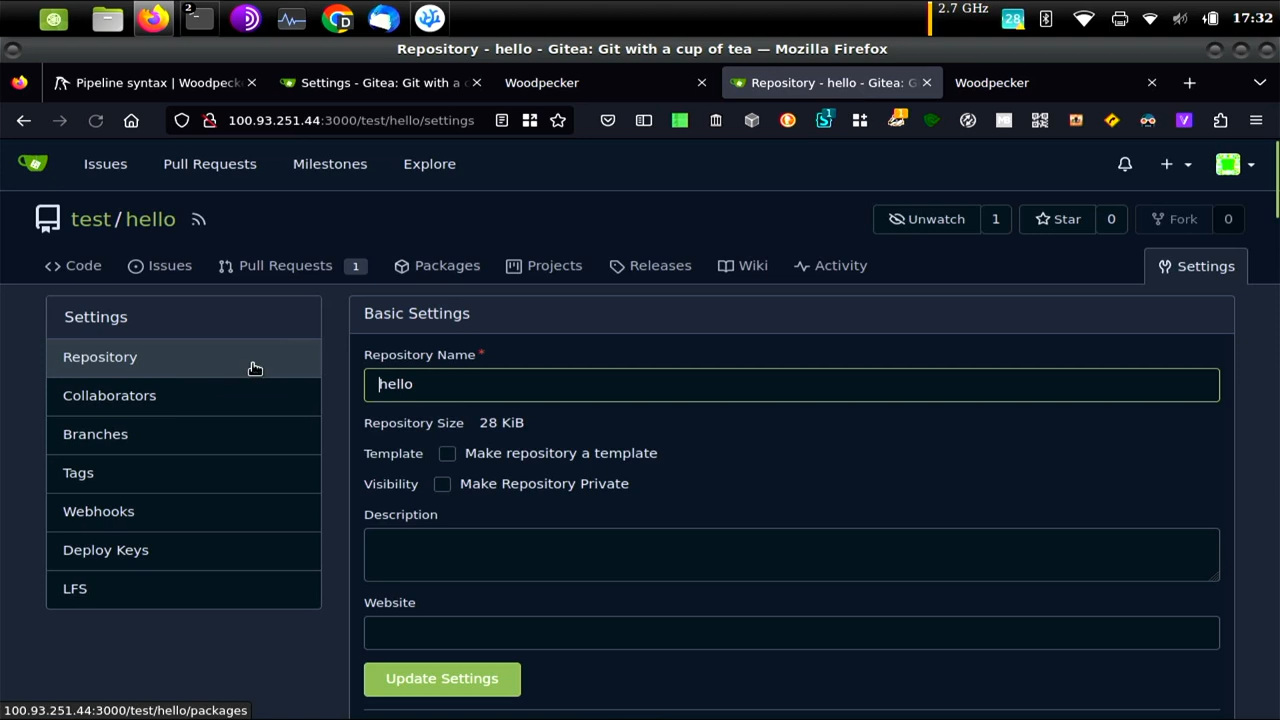 2
2.7 GHz
28
17:32
Repository - hello - Gitea: Git with a cup of tea — Mozilla Firefox
Pipeline syntax | Woodpeck
Settings - Gitea: Git with a c
Woodpecker
Repository - hello - Gitea: G
Woodpecker
100.93.251.44:3000/test/hello/settings
Issues
Pull Requests
Milestones
Explore
test/hello
Unwatch 1
Star 0
Fork 0
Code
Issues
Pull Requests 1
Packages
Projects
Releases
Wiki
Activity
Settings
Settings
Repository
Collaborators
Branches
Tags
Webhooks
Deploy Keys
LFS
Basic Settings
Repository Name *
hello
Repository Size 28 KiB
Template Make repository a template
Visibility Make Repository Private
Description
Website
Update Settings
100.93.251.44:3000/test/hello/packages